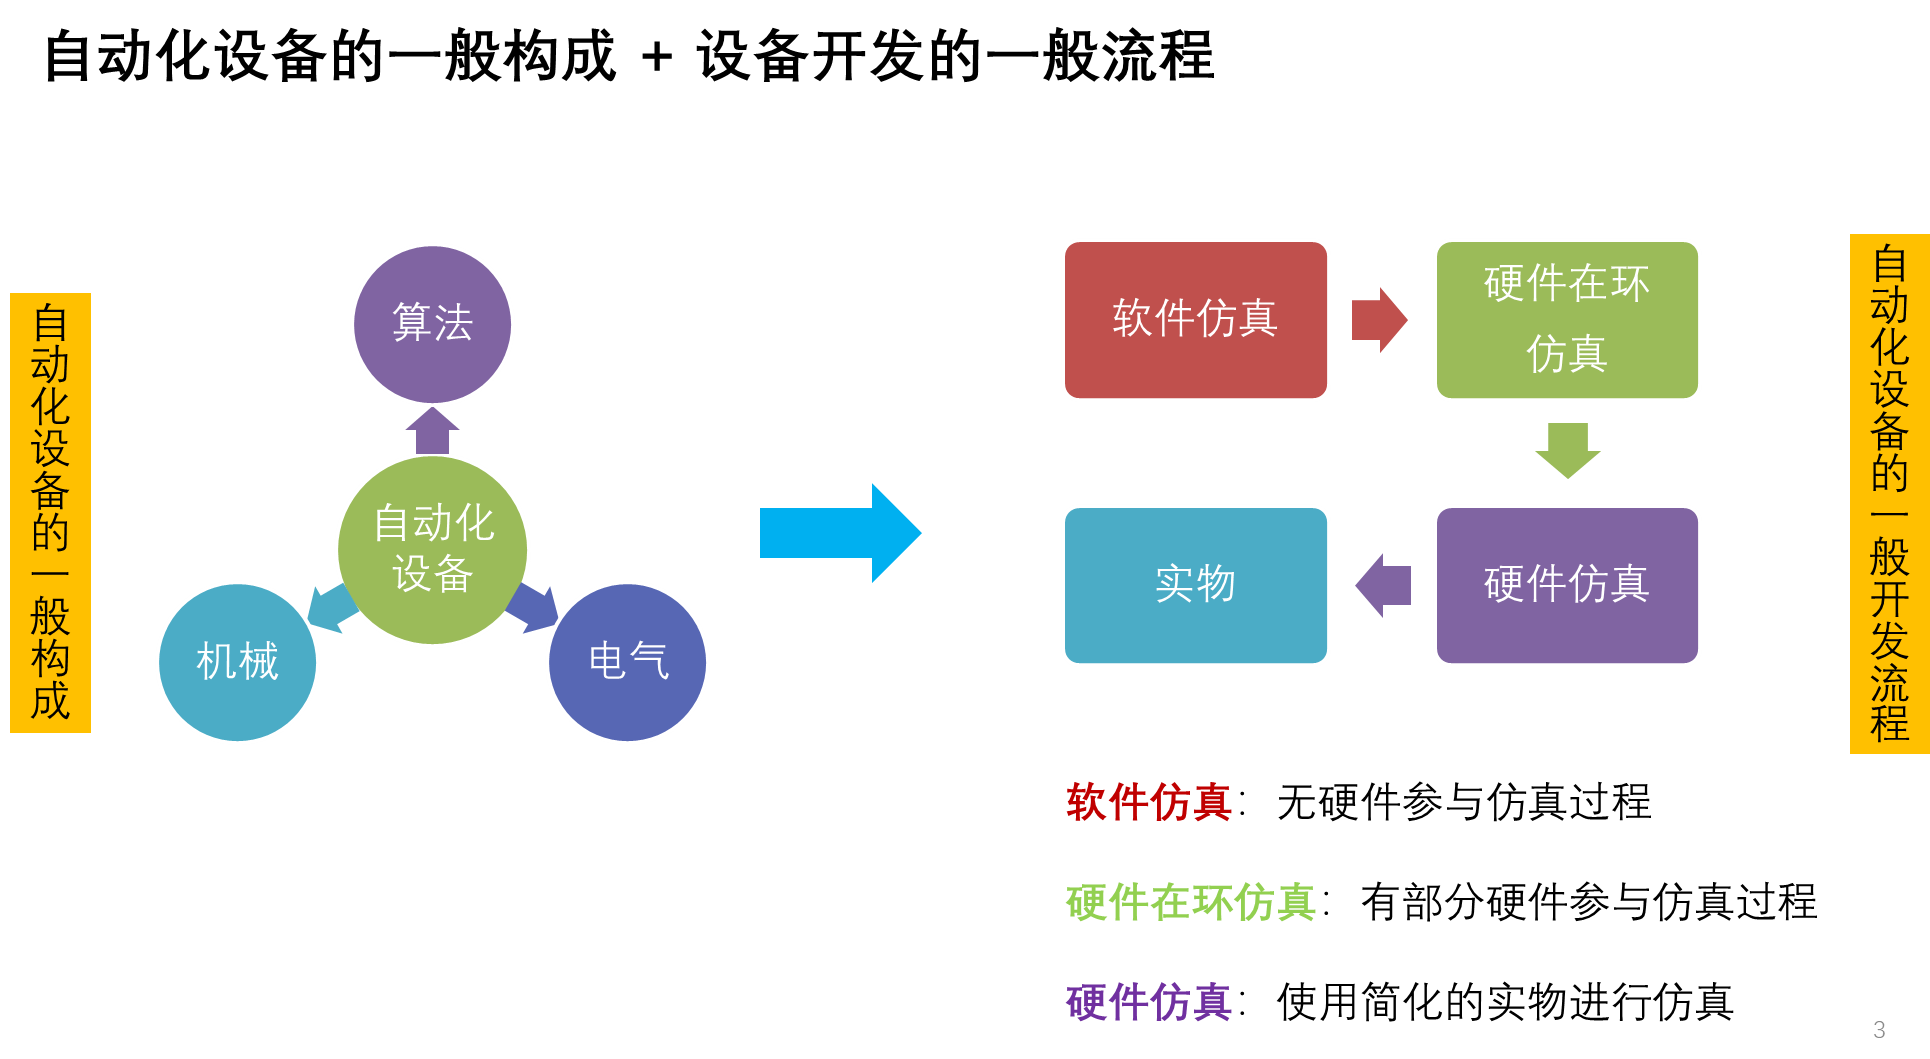 自动化设备的一般构成 + 设备开发的一般流程
自动化设备的一般构成
算法
自动化
设备
机械
电气
软件仿真
硬件在环
仿真
实物
硬件仿真
自动化设备的一般开发流程
软件仿真：无硬件参与仿真过程
硬件在环仿真：有部分硬件参与仿真过程
硬件仿真：使用简化的实物进行仿真
3